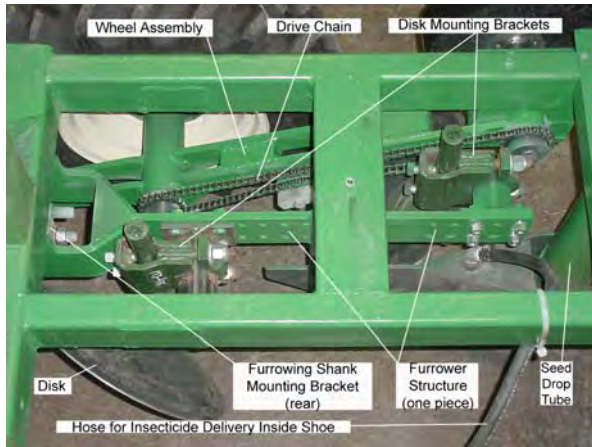 Wheel Assembly
Drive Chain
Disk Mounting Brackets
Disk
Furrowing Shank
Mounting Bracket
(rear)
Furrower
Structure
(one piece)
Seed
Drop
Tube
Hose for Insecticide Delivery Inside Shoe